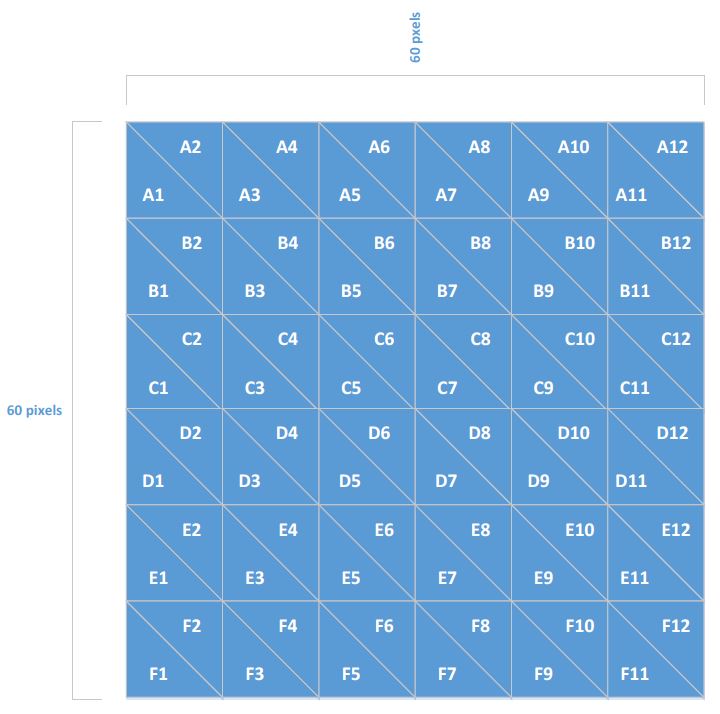 60 pxels
A2 A4 A6 A8 A10 A12
A1 A3 A5 A7 A9 A11
B2 B4 B6 B8 B10 B12
B1 B3 B5 B7 B9 B11
C2 C4 C6 C8 C10 C12
C1 C3 C5 C7 C9 C11
60 pixels
D2 D4 D6 D8 D10 D12
D1 D3 D5 D7 D9 D11
E2 E4 E6 E8 E10 E12
E1 E3 E5 E7 E9 E11
F2 F4 F6 F8 F10 F12
F1 F3 F5 F7 F9 F11